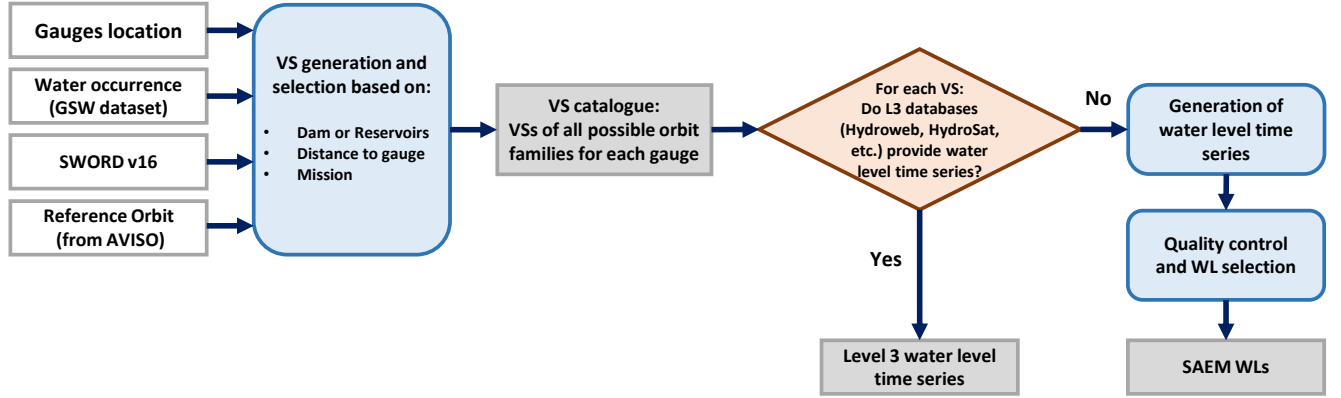 Gauges location
Water occurrence
(GSW dataset)
SWORD v16
Reference Orbit
(from AVISO)
VS generation and
selection based on:
• Dam or Reservoirs
• Distance to gauge
• Mission
VS catalogue:
VSs of all possible orbit
families for each gauge
For each VS:
Do L3 databases
(Hydroweb, HydroSat,
etc.) provide water
level time series?
No
Yes
Generation of
water level time
series
Quality control
and WL selection
Level 3 water level
time series
SAEM WLs